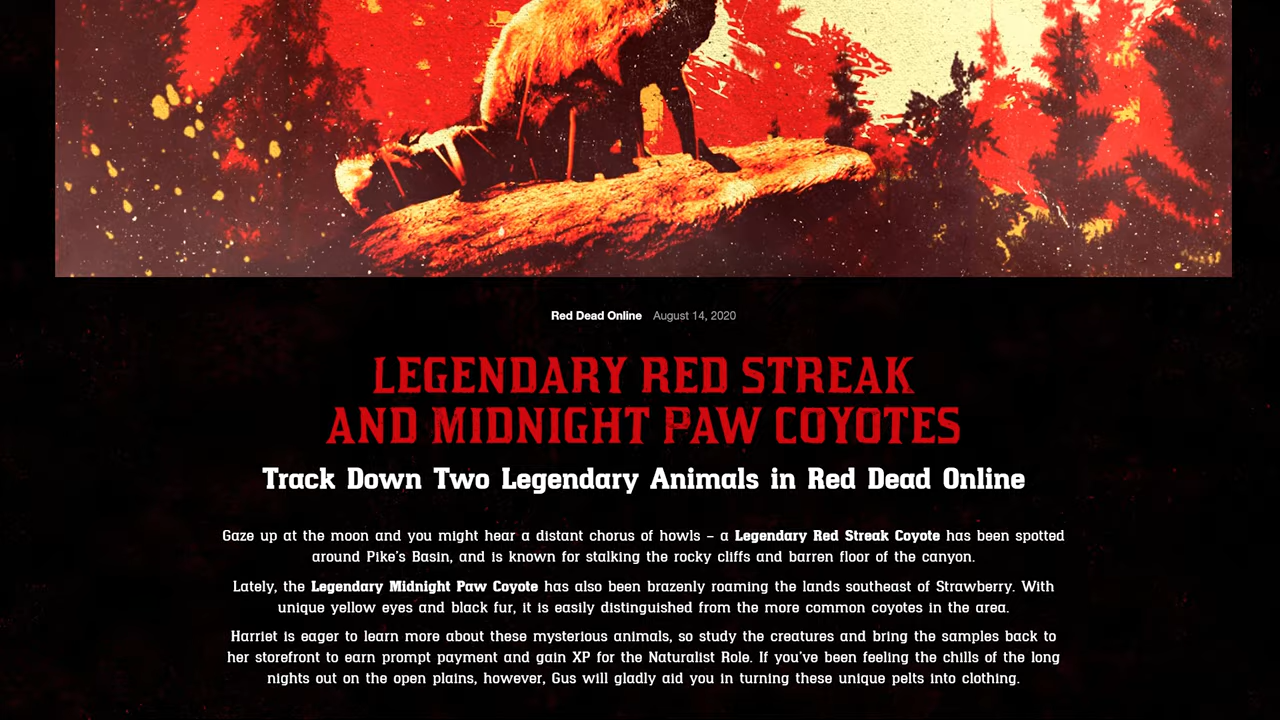 Red Dead Online August 14, 2020
LEGENDARY RED STREAK
AND MIDNIGHT PAW COYOTES
Track Down Two Legendary Animals in Red Dead Online
Gaze up at the moon and you might hear a distant chorus of howls – a Legendary Red Streak Coyote has been spotted
around Pike's Basin, and is known for stalking the rocky cliffs and barren floor of the canyon.
Lately, the Legendary Midnight Paw Coyote has also been brazenly roaming the lands southeast of Strawberry. With
unique yellow eyes and black fur, it is easily distinguished from the more common coyotes in the area.
Harriet is eager to learn more about these mysterious animals, so study the creatures and bring the samples back to
her storefront to earn prompt payment and gain XP for the Naturalist Role. If you've been feeling the chills of the long
nights out on the open plains, however, Gus will gladly aid you in turning these unique pelts into clothing.